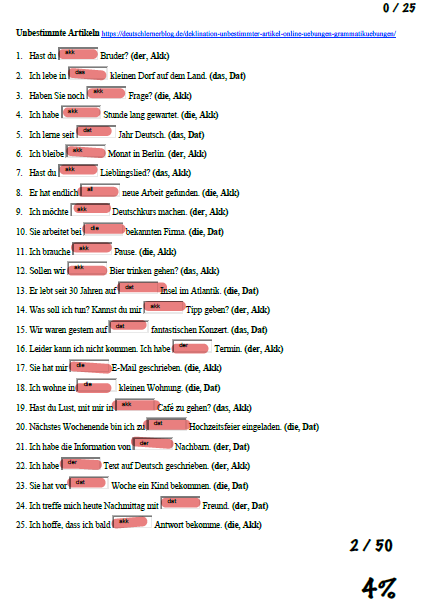 0 / 25
Unbestimmte Artikeln https://deutschlernerblog.de/deklination-unbestimmter-artikel-online-uebungen-grammatikuebungen/
1. Hast du akk Bruder? (der, Akk)
2. Ich lebe in das kleinen Dorf auf dem Land. (das, Dat)
3. Haben Sie noch akk Frage? (die, Akk)
4. Ich habe akk Stunde lang gewartet. (die, Akk)
5. Ich lerne seit dat Jahr Deutsch. (das, Dat)
6. Ich bleibe akk Monat in Berlin. (der, Akk)
7. Hast du akk Lieblingslied? (das, Akk)
8. Er hat endlich neue Arbeit gefunden. (die, Akk)
9. Ich möchte akk Deutschkurs machen. (der, Akk)
10. Sie arbeitet bei die bekannten Firma. (die, Dat)
11. Ich brauche akk Pause. (die, Akk)
12. Sollen wir akk Bier trinken gehen? (das, Akk)
13. Er lebt seit 30 Jahren auf dat Insel im Atlantik. (die, Dat)
14. Was soll ich tun? Kannst du mir akk Tipp geben? (der, Akk)
15. Wir waren gestern auf dat fantastischen Konzert. (das, Dat)
16. Leider kann ich nicht kommen. Ich habe der Termin. (der, Akk)
17. Sie hat mir die E-Mail geschrieben. (die, Akk)
18. Ich wohne in die kleinen Wohnung. (die, Dat)
19. Hast du Lust, mit mir in akk Café zu gehen? (das, Akk)
20. Nächstes Wochenende bin ich zu dat Hochzeitsfeier eingeladen. (die, Dat)
21. Ich habe die Information von der Nachbarn. (der, Dat)
22. Ich habe der Text auf Deutsch geschrieben. (der, Akk)
23. Sie hat vor dat Woche ein Kind bekommen. (die, Dat)
24. Ich treffe mich heute Nachmittag mit dat Freund. (der, Dat)
25. Ich hoffe, dass ich bald akk Antwort bekomme. (die, Akk)
2 / 50
4%